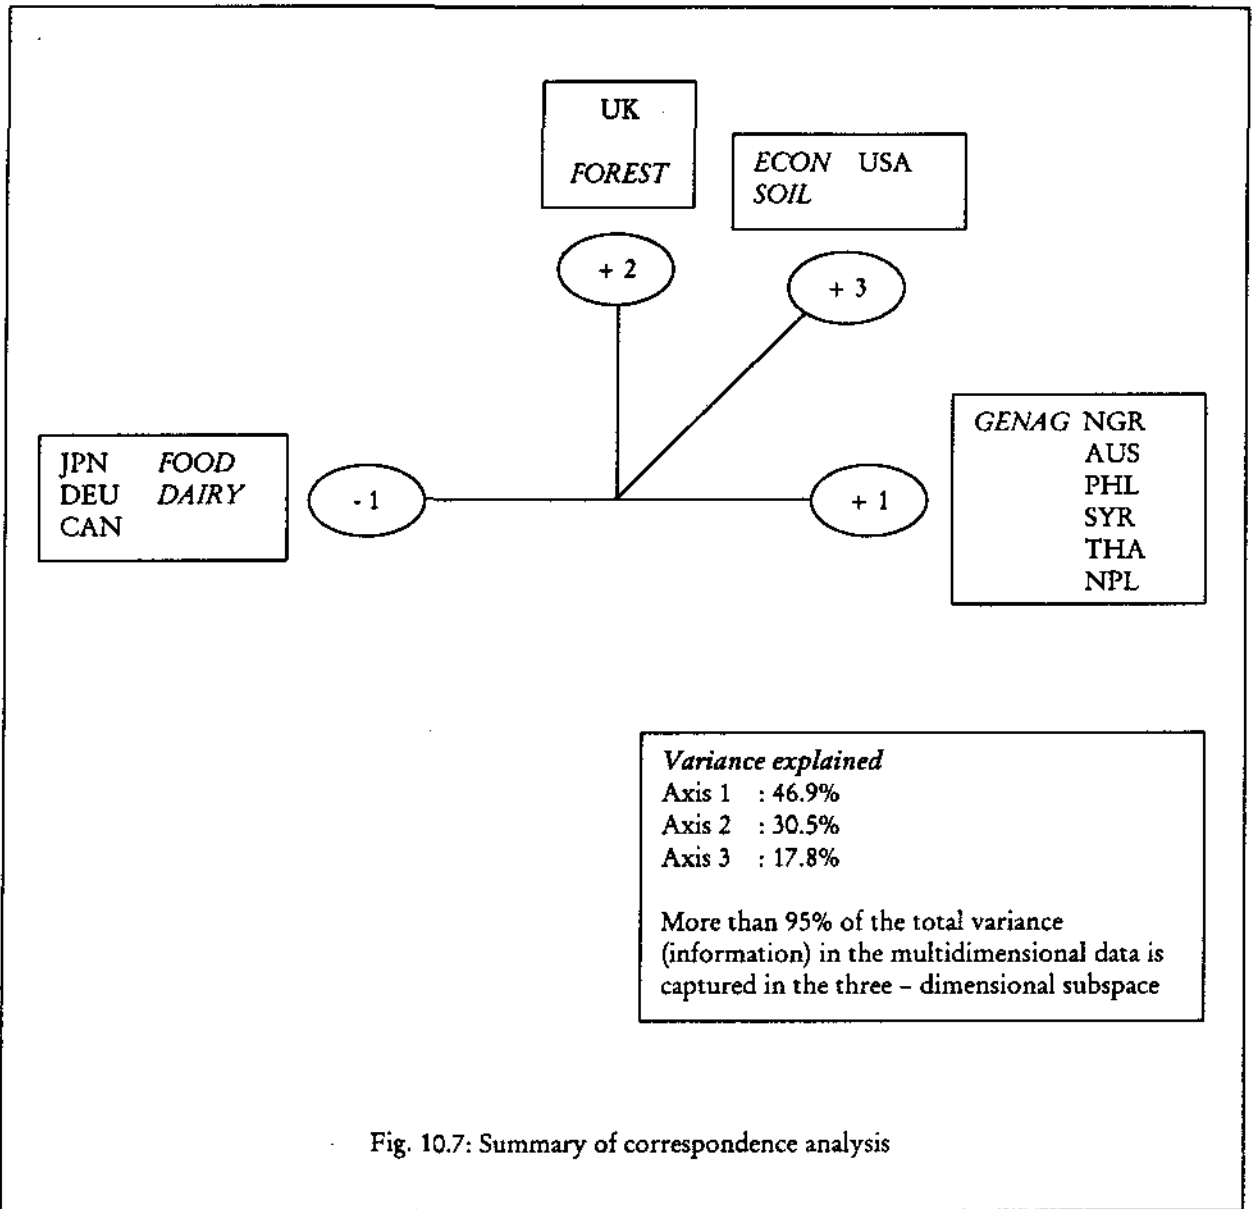 UK
FOREST
ECON USA
SOIL
+ 2
+ 3
JPN FOOD
DEU DAIRY
CAN
- 1
+ 1
GENAG NGR
AUS
PHL
SYR
THA
NPL
Variance explained
Axis 1 : 46.9%
Axis 2 : 30.5%
Axis 3 : 17.8%
More than 95% of the total variance
(information) in the multidimensional data is
captured in the three – dimensional subspace
Fig. 10.7: Summary of correspondence analysis